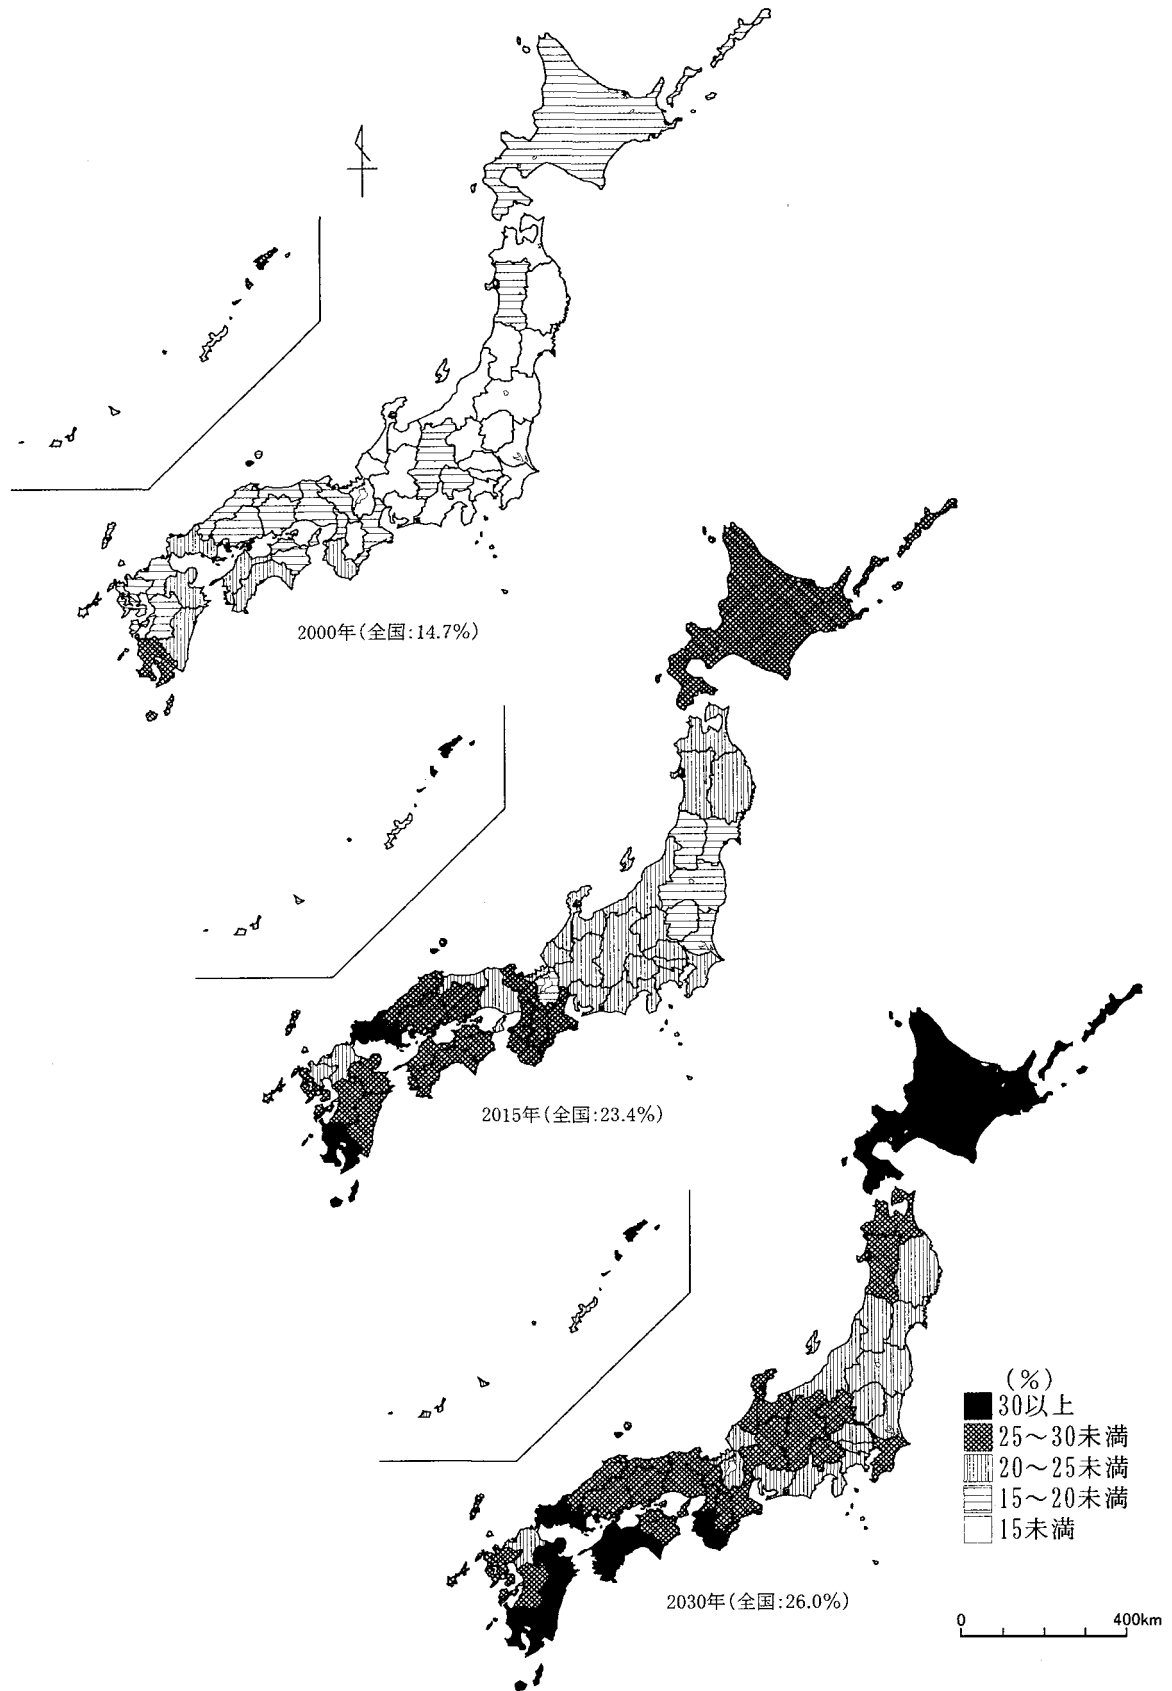 2000年(全国:14.7%)
2015年(全国:23.4%)
2030年(全国:26.0%)
(%)
30以上
25～30未満
20～25未満
15～20未満
15未満
0 400km